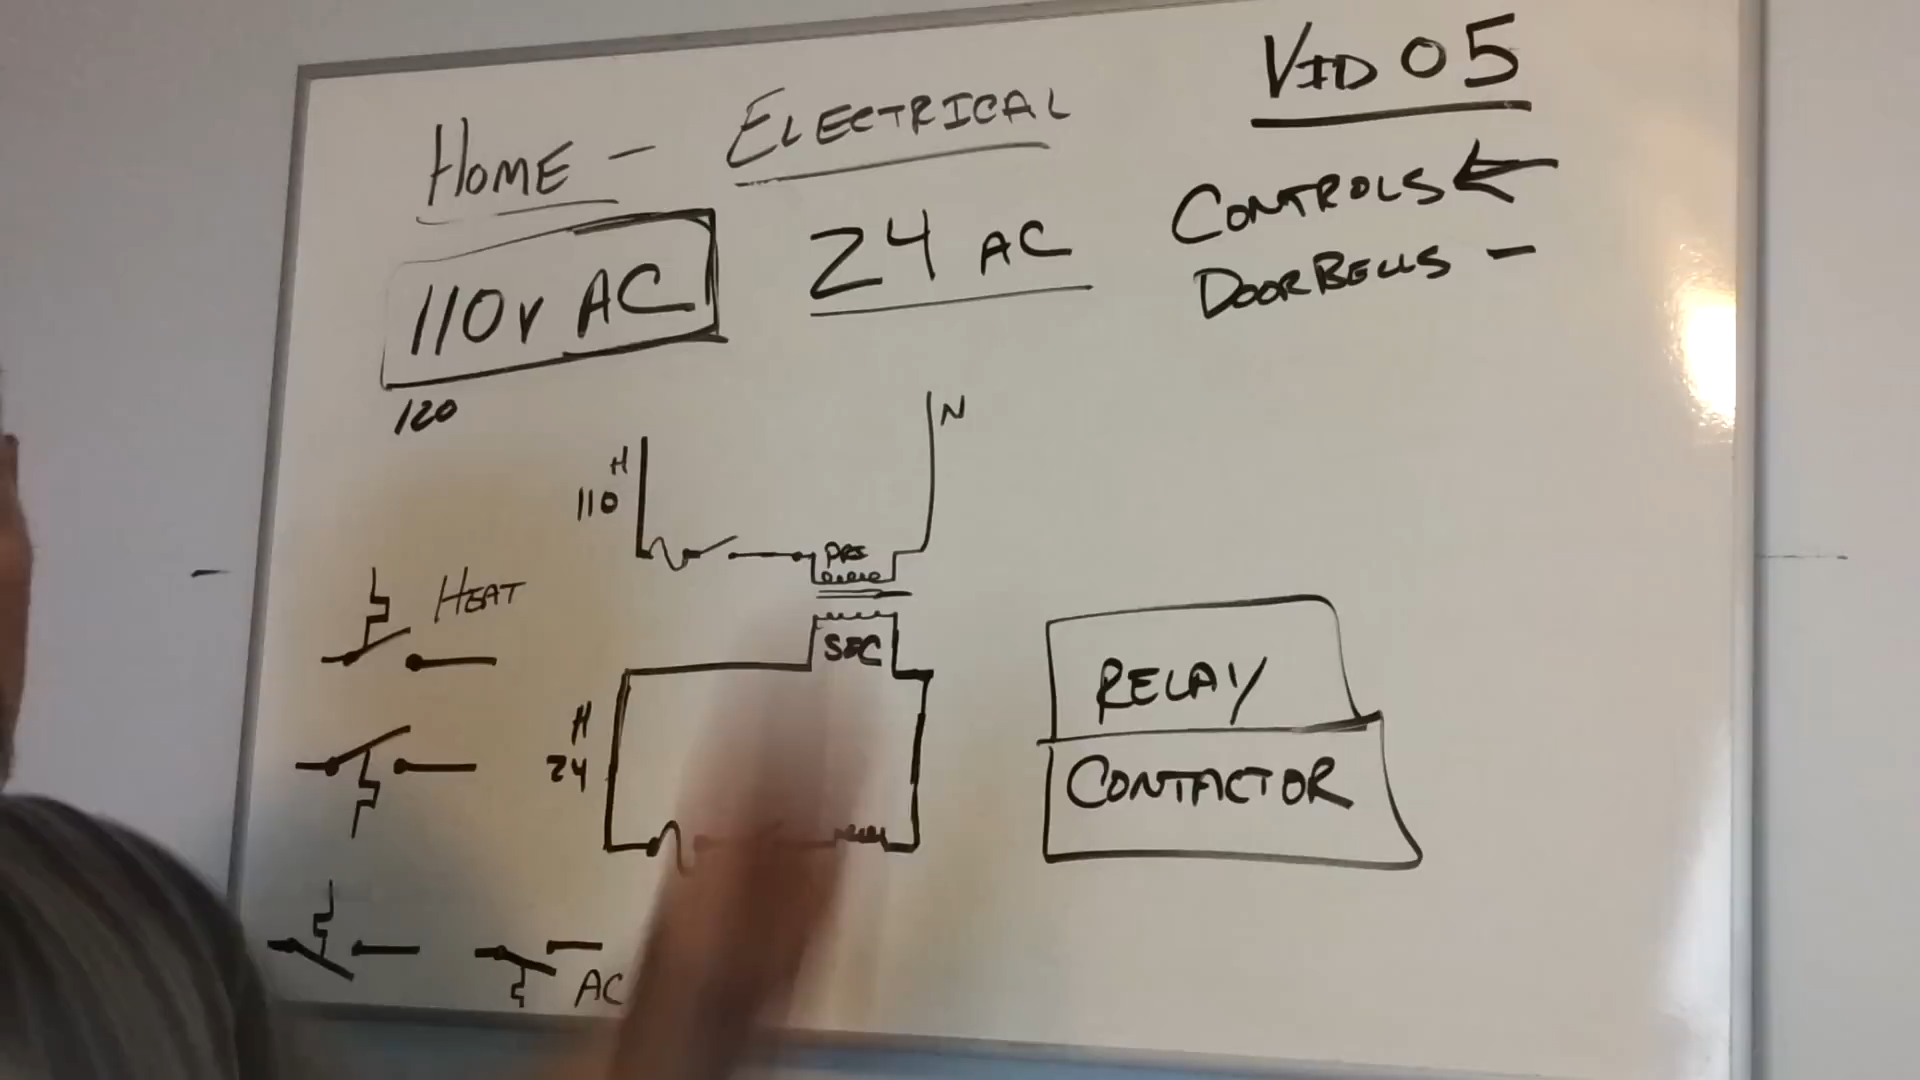 VID 05
HOME - ELECTRICAL
CONTROLS
24 AC
DOORBELLS -
110V AC
120
N
H
110
PRI
HEAT
SEC
H
24
RELAY
CONTACTOR
AC